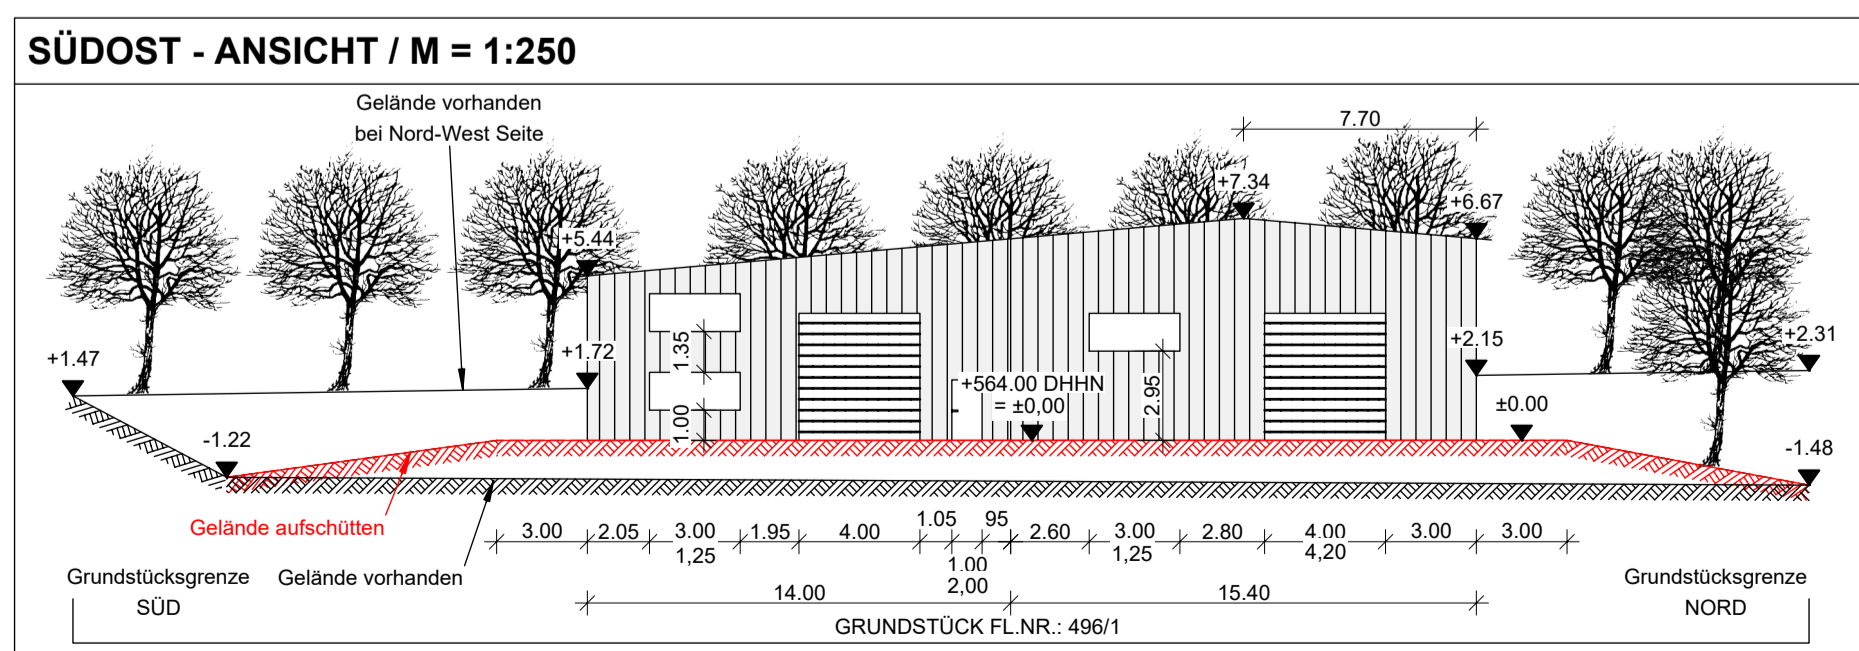 SÜDOST - ANSICHT / M = 1:250
Gelände vorhanden
bei Nord-West Seite
7.70
+7.34
+6.67
+5.44
+1.47
+1.72
1.35
+2.15
+2.31
+564.00 DHHN
= ±0,00
2.95
1.00
±0.00
-1.22
-1.48
Gelände aufschütten
3.00 2.05 3.00 1.95 4.00 1.05 95 2.60 3.00 2.80 4.00 3.00 3.00
1,25 1.00 1,25 4,20
2,00
Grundstücksgrenze
SÜD
Gelände vorhanden
14.00 15.40
Grundstücksgrenze
NORD
GRUNDSTÜCK FL.NR.: 496/1